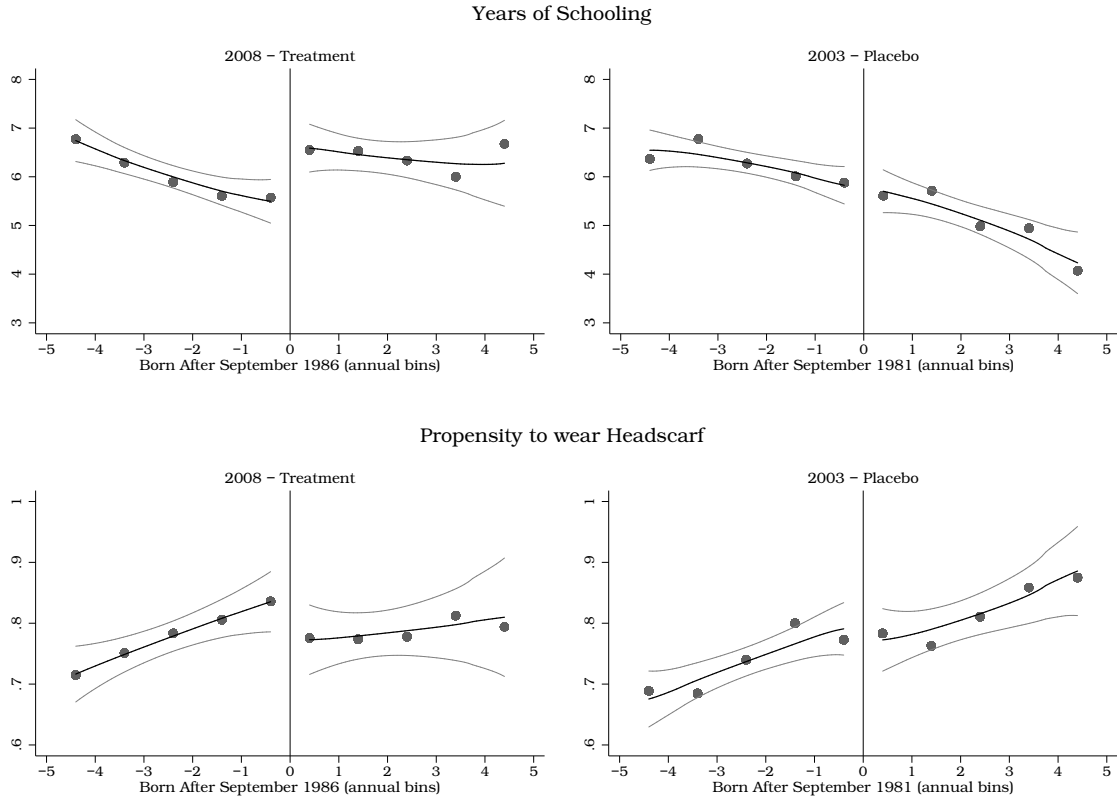 Years of Schooling
2008 – Treatment
8
7
6
5
4
3
−5 −4 −3 −2 −1 0 1 2 3 4 5
Born After September 1986 (annual bins)
2003 – Placebo
8
7
6
5
4
3
−5 −4 −3 −2 −1 0 1 2 3 4 5
Born After September 1981 (annual bins)
Propensity to wear Headscarf
2008 – Treatment
1
.9
.8
.7
.6
−5 −4 −3 −2 −1 0 1 2 3 4 5
Born After September 1986 (annual bins)
2003 – Placebo
1
.9
.8
.7
.6
−5 −4 −3 −2 −1 0 1 2 3 4 5
Born After September 1981 (annual bins)